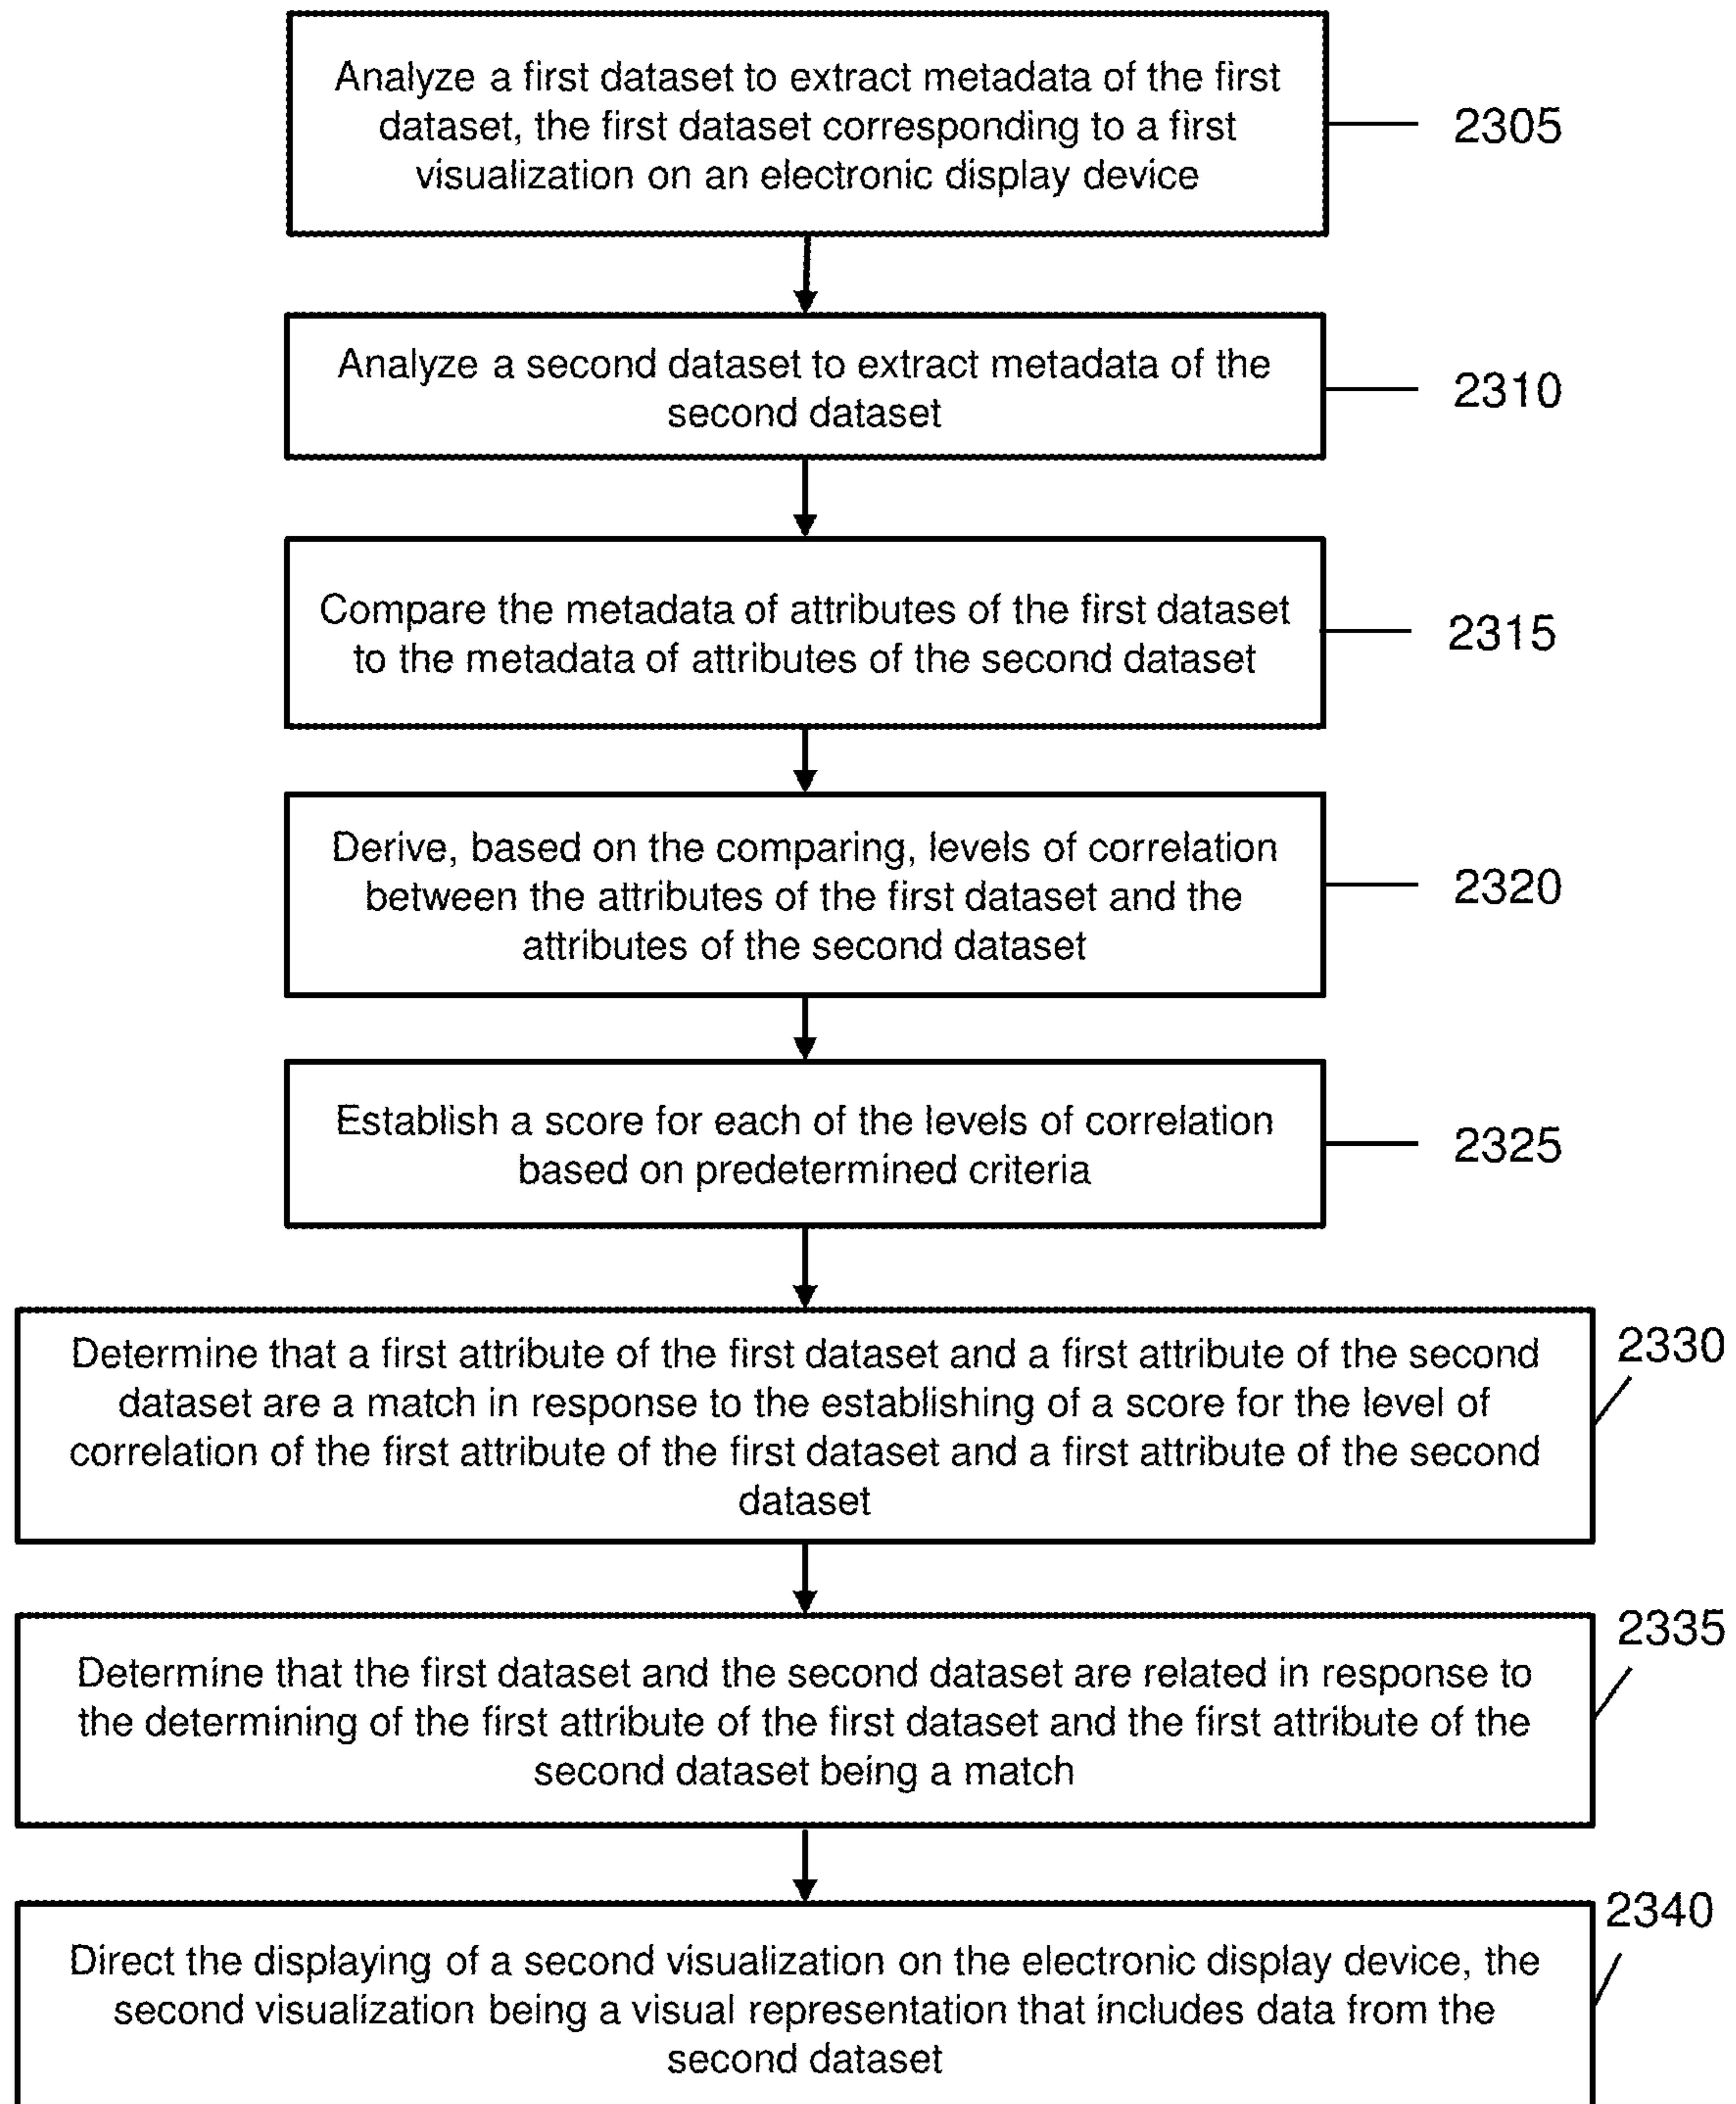 Analyze a first dataset to extract metadata of the first
dataset, the first dataset corresponding to a first
visualization on an electronic display device
2305
Analyze a second dataset to extract metadata of the
second dataset
2310
Compare the metadata of attributes of the first dataset
to the metadata of attributes of the second dataset
2315
Derive, based on the comparing, levels of correlation
between the attributes of the first dataset and the
attributes of the second dataset
2320
Establish a score for each of the levels of correlation
based on predetermined criteria
2325
Determine that a first attribute of the first dataset and a first attribute of the second
dataset are a match in response to the establishing of a score for the level of
correlation of the first attribute of the first dataset and a first attribute of the second
dataset
2330
Determine that the first dataset and the second dataset are related in response to
the determining of the first attribute of the first dataset and the first attribute of the
second dataset being a match
2335
Direct the displaying of a second visualization on the electronic display device, the
second visualization being a visual representation that includes data from the
second dataset
2340